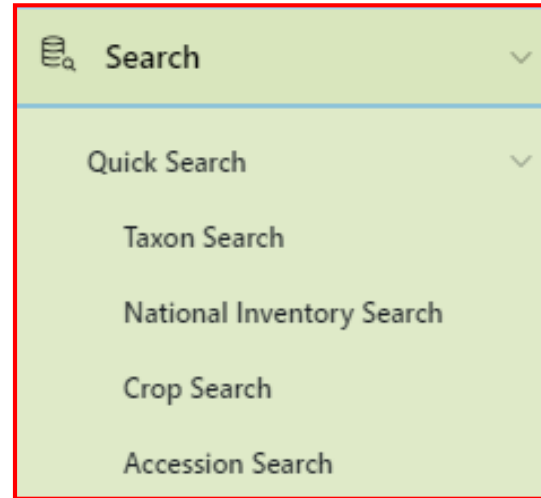 Search
Quick Search
Taxon Search
National Inventory Search
Crop Search
Accession Search